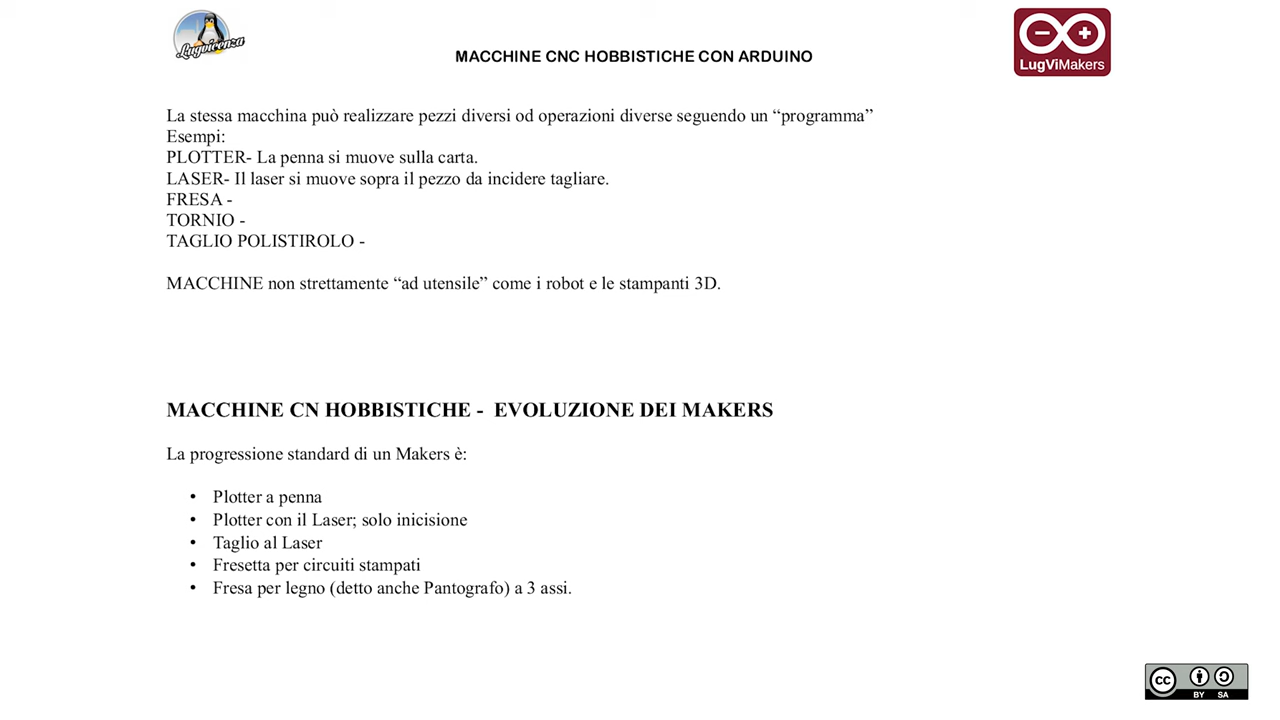 Lugvicenza
MACCHINE CNC HOBBISTICHE CON ARDUINO
LugViMakers
La stessa macchina può realizzare pezzi diversi od operazioni diverse seguendo un “programma”
Esempi:
PLOTTER- La penna si muove sulla carta.
LASER- Il laser si muove sopra il pezzo da incidere tagliare.
FRESA -
TORNIO -
TAGLIO POLISTIROLO -
MACCHINE non strettamente “ad utensile” come i robot e le stampanti 3D.
MACCHINE CN HOBBISTICHE - EVOLUZIONE DEI MAKERS
La progressione standard di un Makers è:
• Plotter a penna
• Plotter con il Laser; solo inicisione
• Taglio al Laser
• Fresetta per circuiti stampati
• Fresa per legno (detto anche Pantografo) a 3 assi.
cc
BY SA